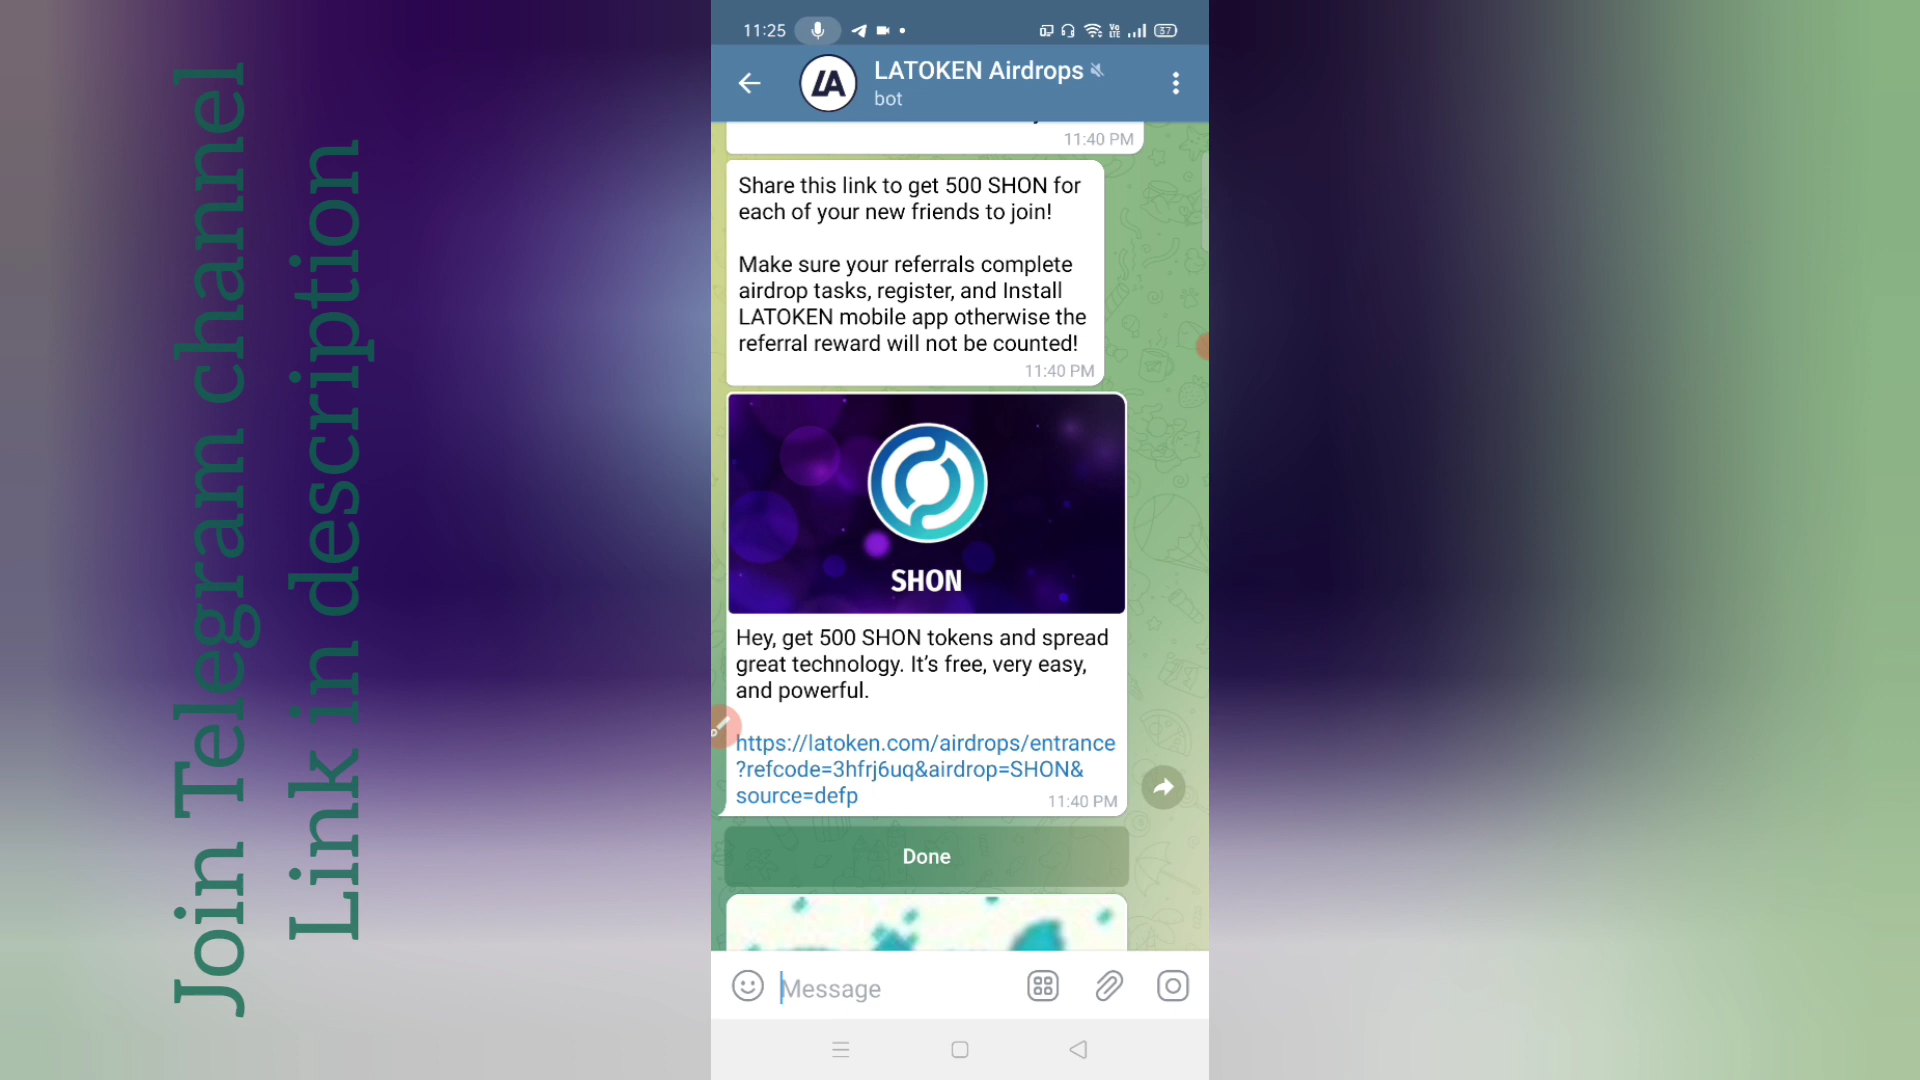 Join Telegram channel
Link in description
11:25
Vo
LTE
37
LA
LATOKEN Airdrops
bot
11:40 PM
Share this link to get 500 SHON for
each of your new friends to join!
Make sure your referrals complete
airdrop tasks, register, and Install
LATOKEN mobile app otherwise the
referral reward will not be counted!
11:40 PM
SHON
Hey, get 500 SHON tokens and spread
great technology. It's free, very easy,
and powerful.
https://latoken.com/airdrops/entrance
?refcode=3hfrj6uq&airdrop=SHON&
source=defp
11:40 PM
Done
Message